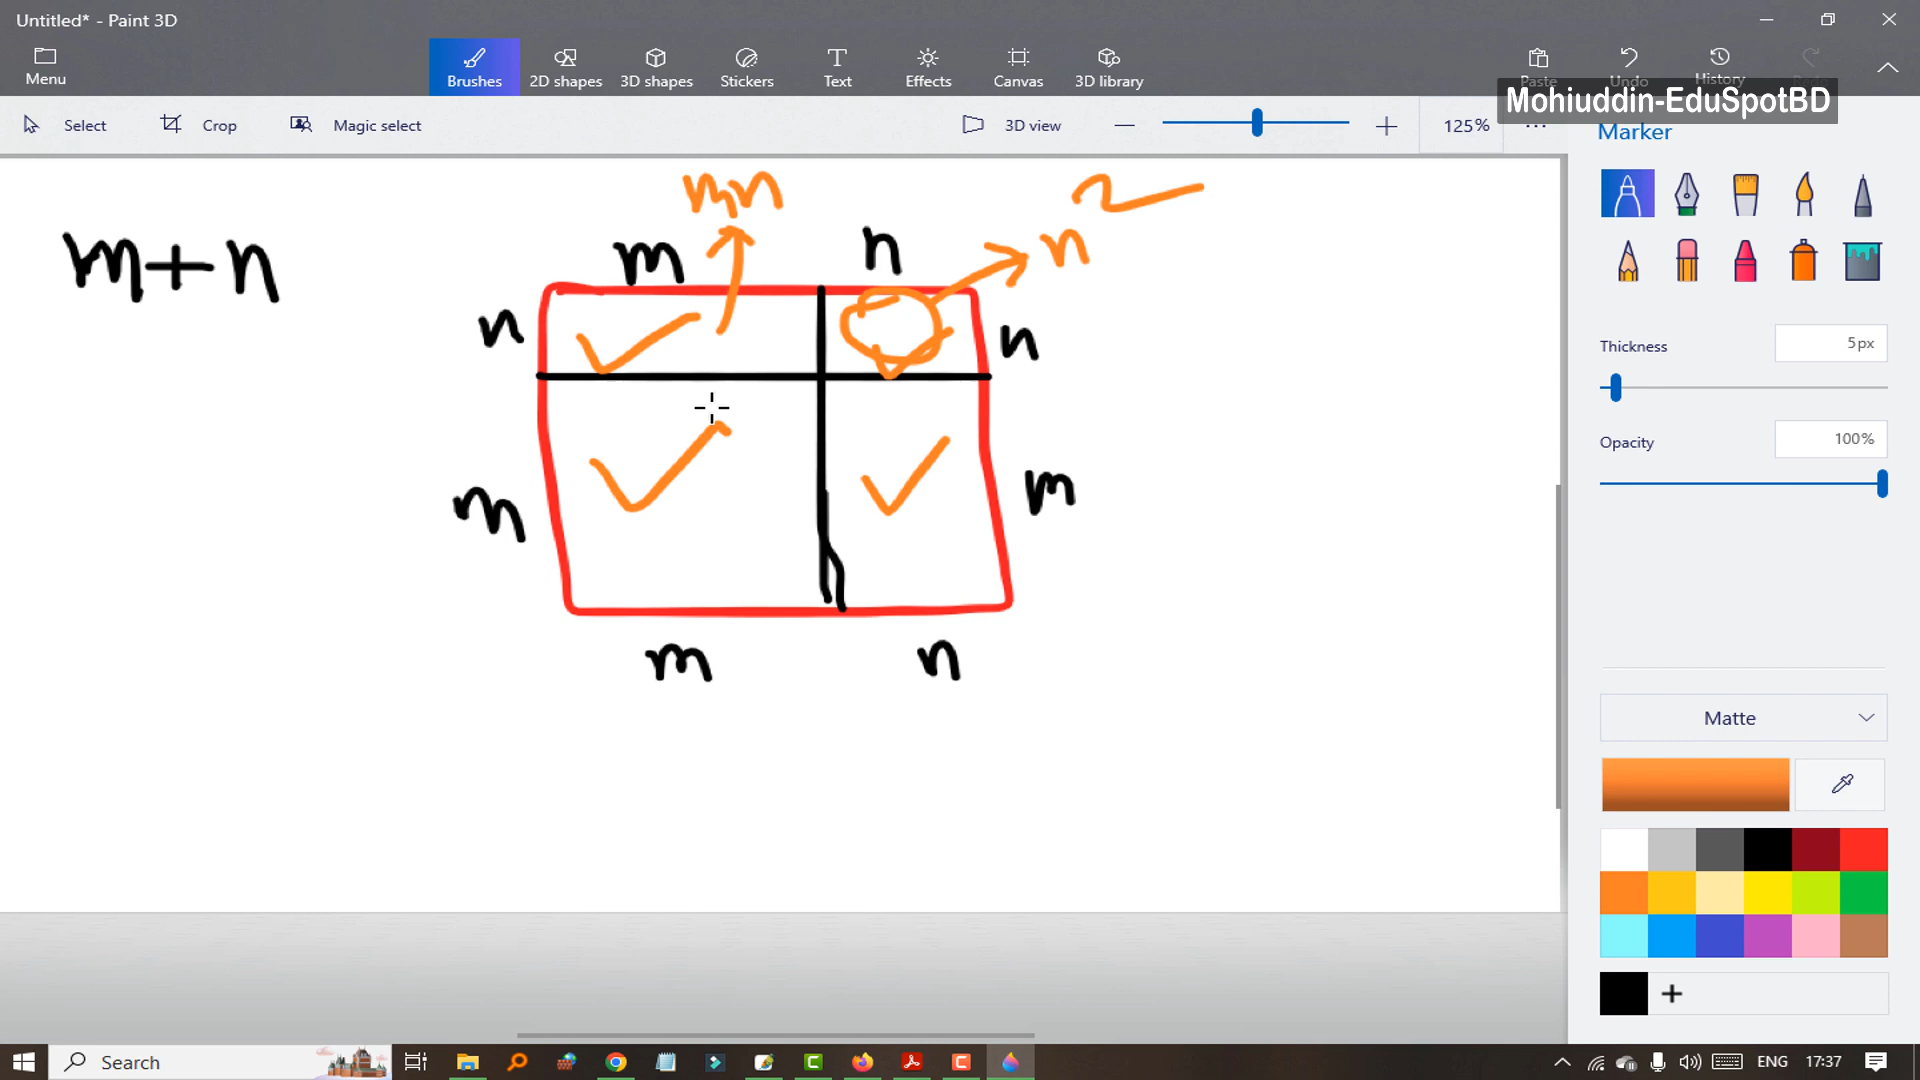 Untitled* - Paint 3D
Menu
Brushes
2D shapes
3D shapes
Stickers
Text
Effects
Canvas
3D library
Paste
Undo
History
Redo
Mohiuddin-EduSpotBD
Select
Crop
Magic select
3D view
125%
Marker
Thickness
5px
Opacity
100%
Matte
mn
2
m+n
m
n
n
n
n
m
m
m
n
Search
ENG
17:37